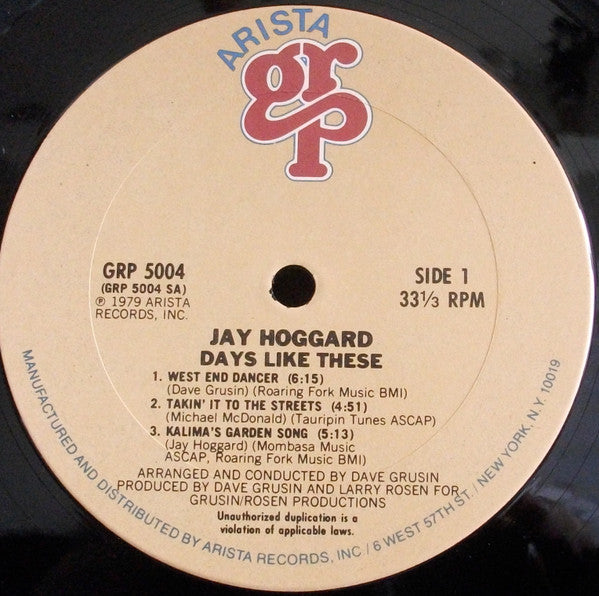 ARISTA
grp
GRP 5004
(GRP 5004 SA)
℗ 1979 ARISTA
RECORDS, INC.
SIDE 1
33⅓ RPM
JAY HOGGARD
DAYS LIKE THESE
1. WEST END DANCER (6:15)
(Dave Grusin) (Roaring Fork Music BMI)
2. TAKIN' IT TO THE STREETS (4:51)
(Michael McDonald) (Tauripin Tunes ASCAP)
3. KALIMA'S GARDEN SONG (5:13)
(Jay Hoggard) (Mombasa Music
ASCAP, Roaring Fork Music BMI)
ARRANGED AND CONDUCTED BY DAVE GRUSIN
PRODUCED BY DAVE GRUSIN AND LARRY ROSEN FOR
GRUSIN/ROSEN PRODUCTIONS
Unauthorized duplication is a
violation of applicable laws.
MANUFACTURED AND DISTRIBUTED BY ARISTA RECORDS, INC / 6 WEST 57TH ST. / NEW YORK, N.Y. 10019